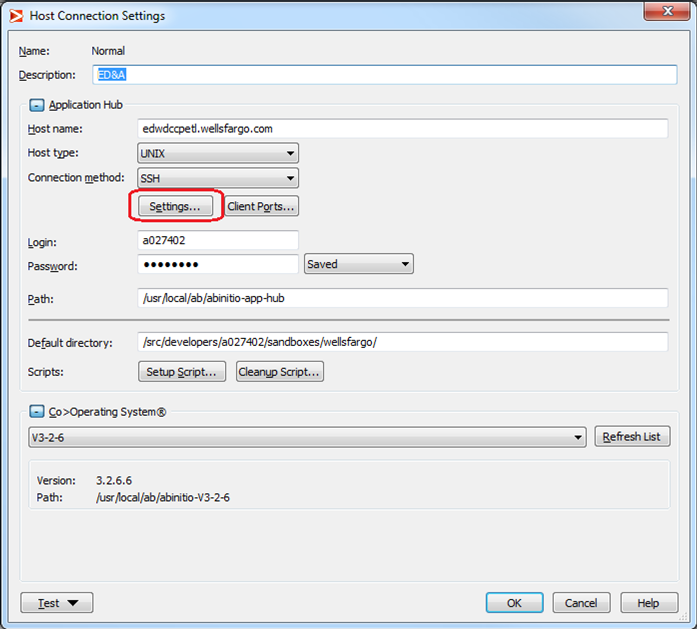 Host Connection Settings
Name: Normal
Description: ED&A
Application Hub
Host name: edwdccpetl.wellsfargo.com
Host type: UNIX
Connection method: SSH
Settings... Client Ports...
Login: a027402
Password: ●●●●●●●● Saved
Path: /usr/local/ab/abinitio-app-hub
Default directory: /src/developers/a027402/sandboxes/wellsfargo/
Scripts: Setup Script... Cleanup Script...
Co>Operating System®
V3-2-6 Refresh List
Version: 3.2.6.6
Path: /usr/local/ab/abinitio-V3-2-6
Test OK Cancel Help